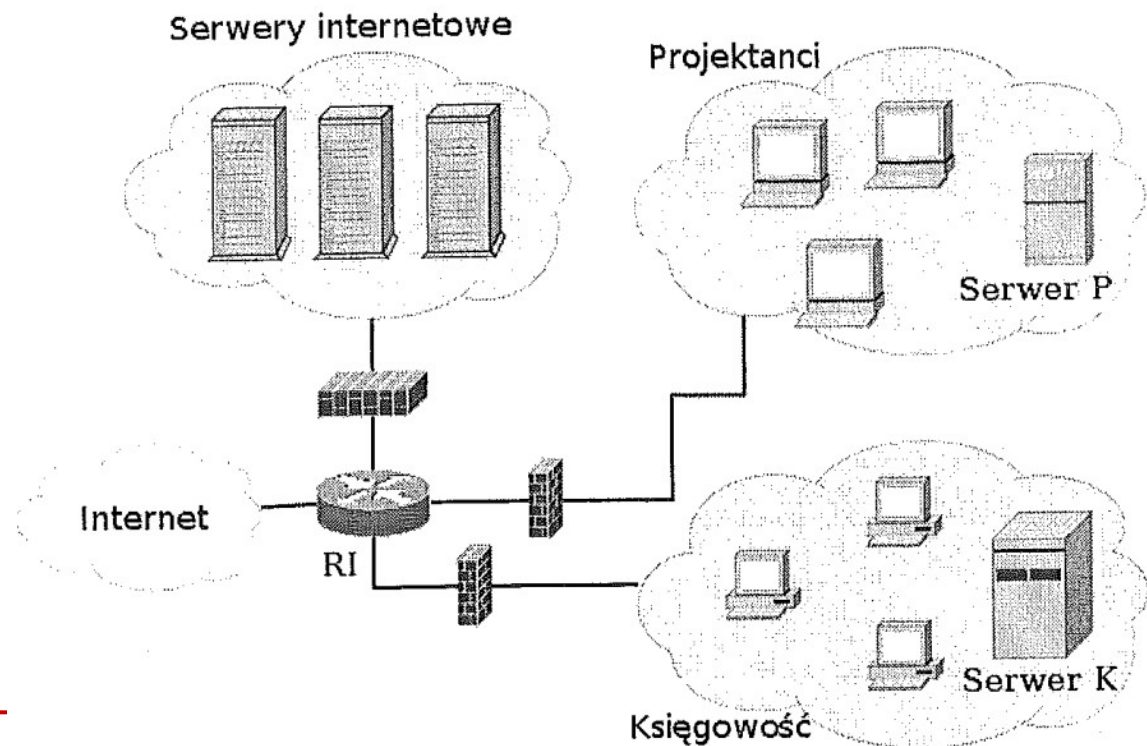 Serwery internetowe
Projektanci
Serwer P
Internet
RI
Serwer K
Księgowość